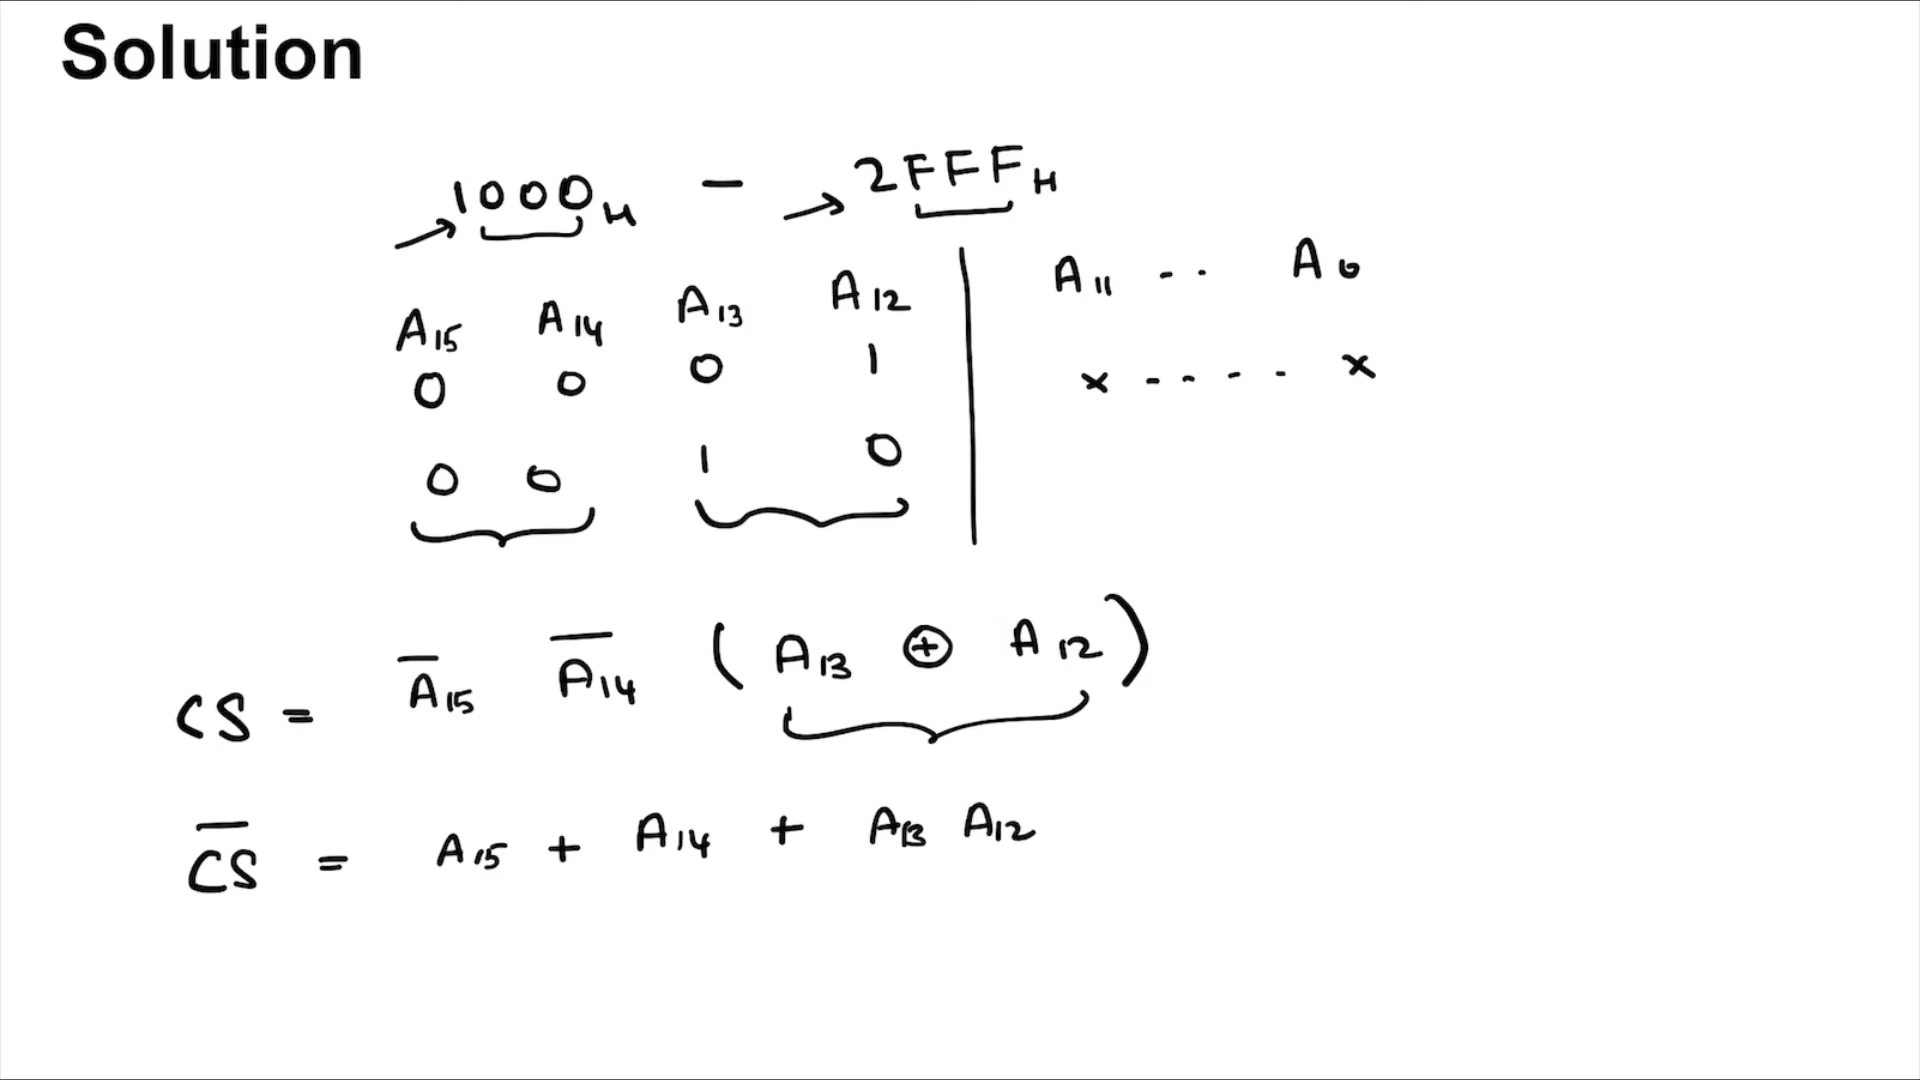 Solution
1000H - 2FFFH
A15 A14 A13 A12 | A11 - - A0
0 0 0 1 | x - - - - x
0 0 1 0
CS = A̅15 A̅14 (A13 ⊕ A12)
C̅S̅ = A15 + A14 + A13 A12